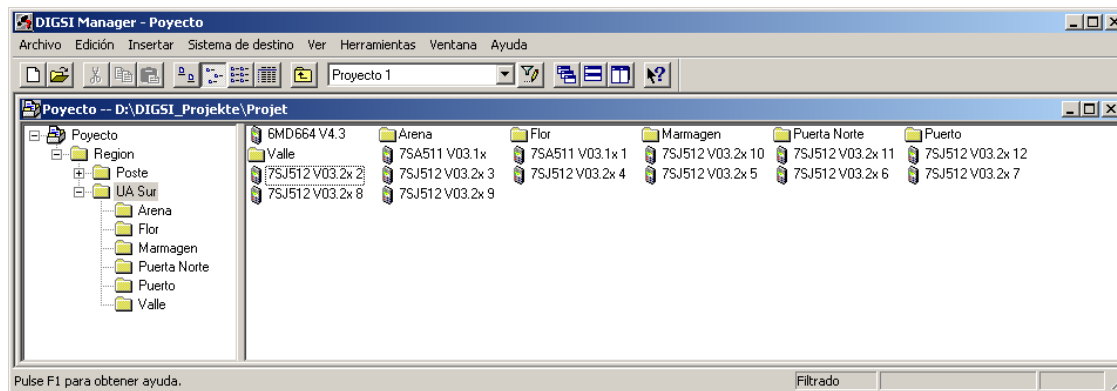 DIGSI Manager - Poyecto
Archivo Edición Insertar Sistema de destino Ver Herramientas Ventana Ayuda
Proyecto 1
Poyecto -- D:\DIGSI_Projekte\Projet
Poyecto
Region
Poste
UA Sur
Arena
Flor
Marmagen
Puerta Norte
Puerto
Valle
6MD664 V4.3 Arena Flor Marmagen Puerta Norte Puerto
Valle 7SA511 V03.1x 7SA511 V03.1x 1 7SJ512 V03.2x 10 7SJ512 V03.2x 11 7SJ512 V03.2x 12
7SJ512 V03.2x 2 7SJ512 V03.2x 3 7SJ512 V03.2x 4 7SJ512 V03.2x 5 7SJ512 V03.2x 6 7SJ512 V03.2x 7
7SJ512 V03.2x 8 7SJ512 V03.2x 9
Pulse F1 para obtener ayuda. Filtrado